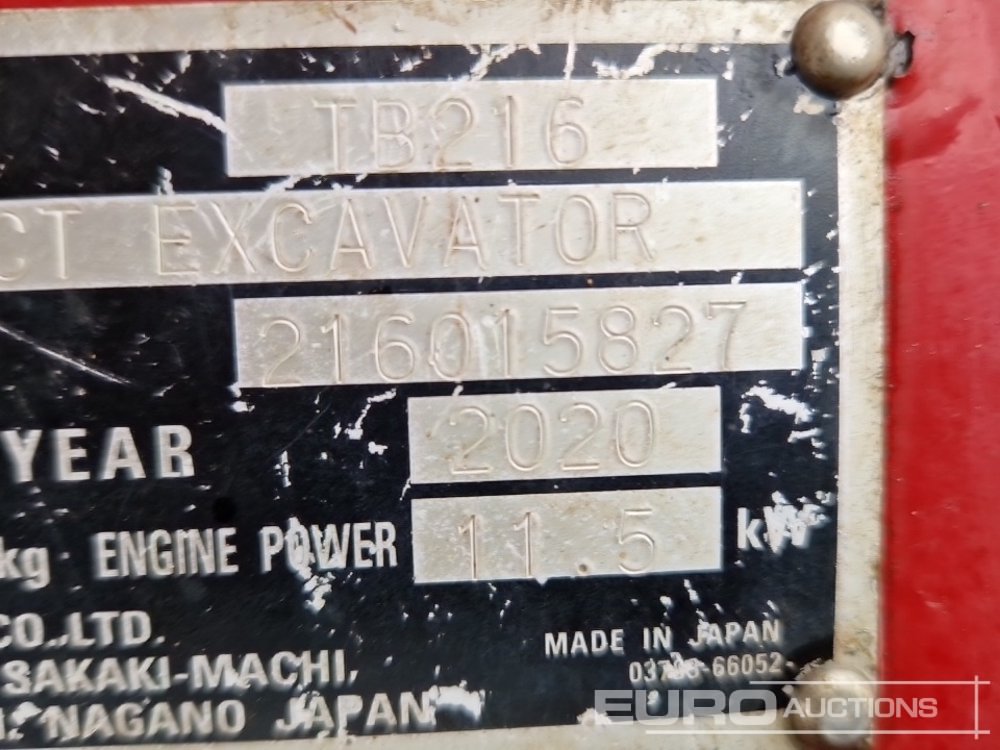 TB216
CT EXCAVATOR
216015827
YEAR 2020
kg ENGINE POWER 11.5 kW
CO.,LTD.
SAKAKI-MACHI,
MADE IN JAPAN
NAGANO JAPAN
EURO AUCTIONS